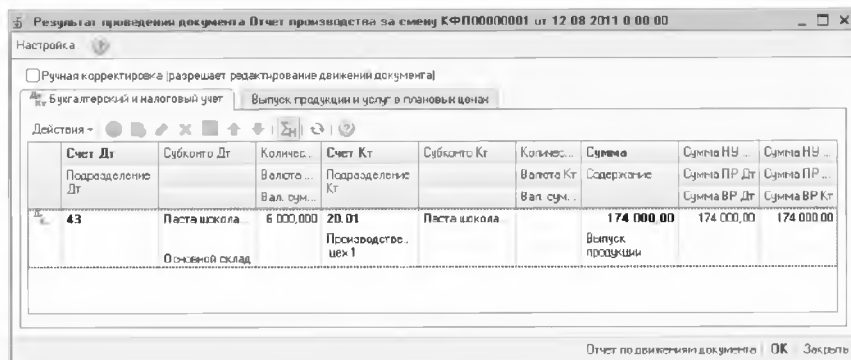 Результат проведения документа Отчет производства за смену КФП00000001 от 12.08.2011 0:00:00
Настройка
Ручная корректировка (разрешает редактирование движений документа)
Бухгалтерский и налоговый учет Выпуск продукции и услуг в плановых ценах
Действия
Счет Дт Субконто Дт Количес... Счет Кт Субконто Кт Количес... Сумма Сумма НУ ... Сумма НУ ...
Подразделение Дт Валюта ... Подразделение Кт Валюта Кт Содержание Сумма ПР Дт Сумма ПР ...
Вал. сум... Вал. сум... Сумма ВР Дт Сумма ВР Кт
43 Паста шокола... 6 000,000 20.01 Паста шокола... 174 000,00 174 000,00 174 000,00
Производстве... цех 1 Выпуск продукции
Основной склад
Отчет по движениям документа OK Закрыть